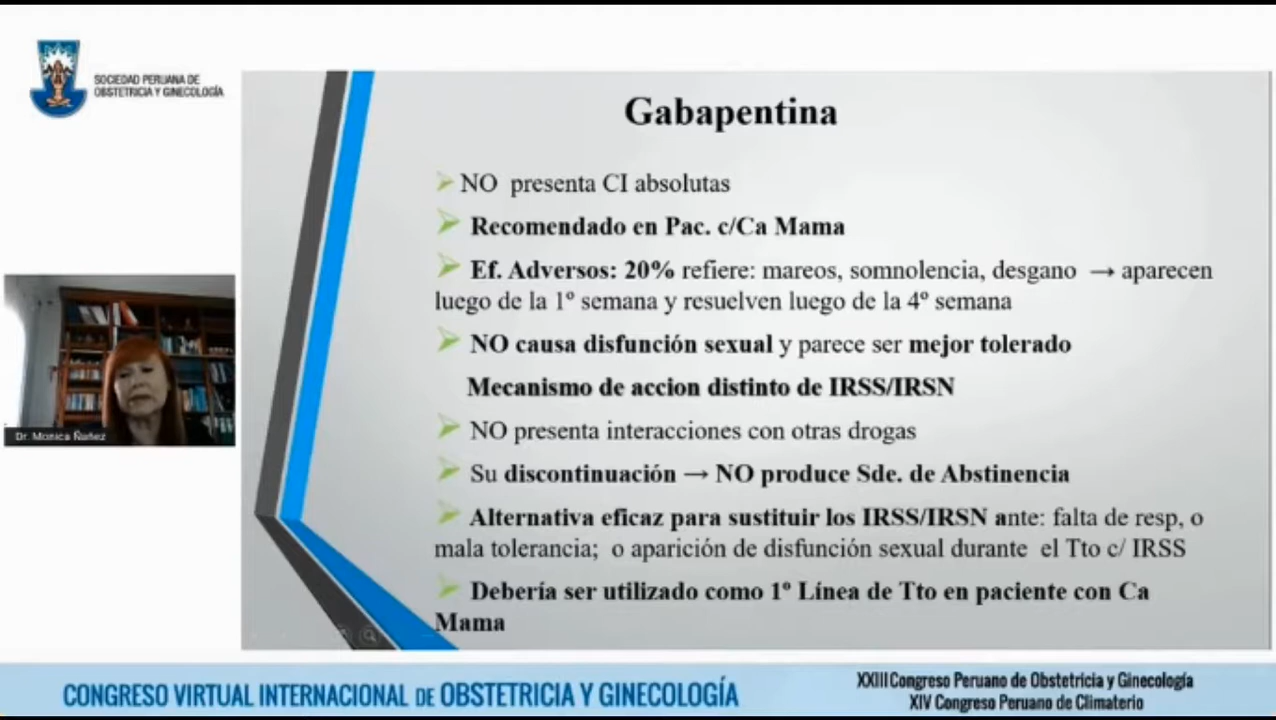 SOCIEDAD PERUANA DE
OBSTETRICIA Y GINECOLOGÍA
Gabapentina
NO presenta CI absolutas
Recomendado en Pac. c/Ca Mama
Ef. Adversos: 20% refiere: mareos, somnolencia, desgano → aparecen
luego de la 1º semana y resuelven luego de la 4º semana
NO causa disfunción sexual y parece ser mejor tolerado
Mecanismo de accion distinto de IRSS/IRSN
NO presenta interacciones con otras drogas
Su discontinuación → NO produce Sde. de Abstinencia
Alternativa eficaz para sustituir los IRSS/IRSN ante: falta de resp, o
mala tolerancia; o aparición de disfunción sexual durante el Tto c/ IRSS
Debería ser utilizado como 1º Línea de Tto en paciente con Ca
Mama
Dr. Monica Ñañez
CONGRESO VIRTUAL INTERNACIONAL DE OBSTETRICIA Y GINECOLOGÍA
XXIII Congreso Peruano de Obstetricia y Ginecología
XIV Congreso Peruano de Climaterio